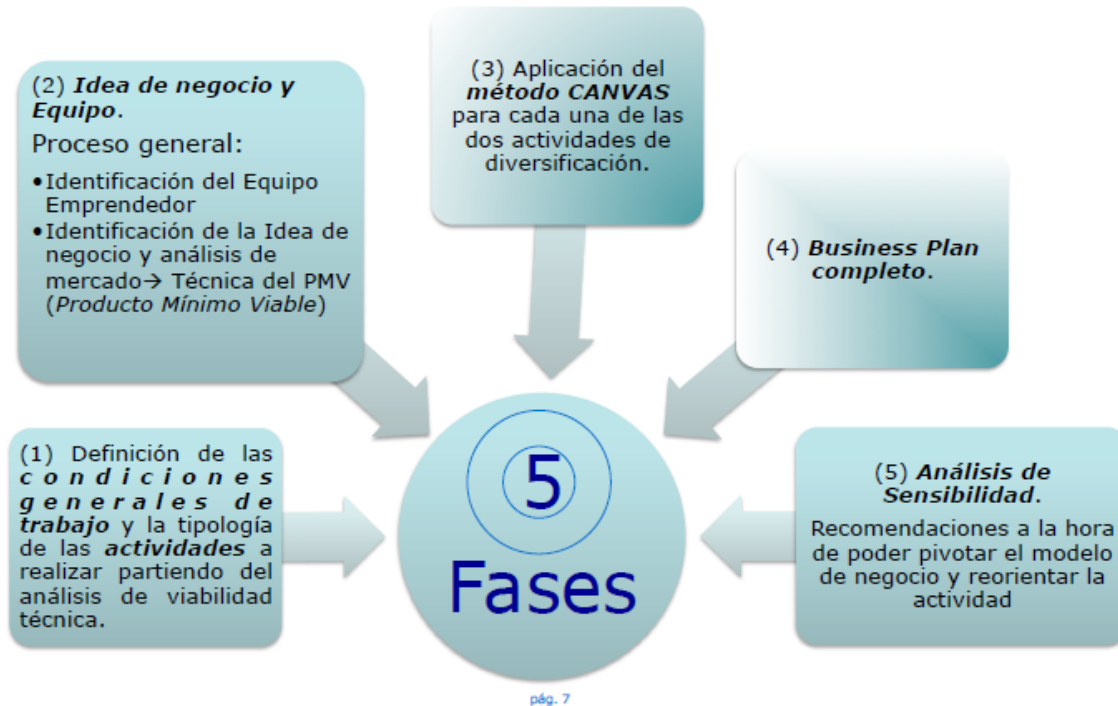 (1) Definición de las
condiciones
generales de
trabajo y la tipología
de las actividades a
realizar partiendo del
análisis de viabilidad
técnica.
(2) Idea de negocio y
Equipo.
Proceso general:
•Identificación del Equipo
Emprendedor
•Identificación de la Idea de
negocio y análisis de
mercado→ Técnica del PMV
(Producto Mínimo Viable)
(3) Aplicación del
método CANVAS
para cada una de las
dos actividades de
diversificación.
(4) Business Plan
completo.
(5) Análisis de
Sensibilidad.
Recomendaciones a la hora
de poder pivotar el modelo
de negocio y reorientar la
actividad
5
Fases
pág. 7